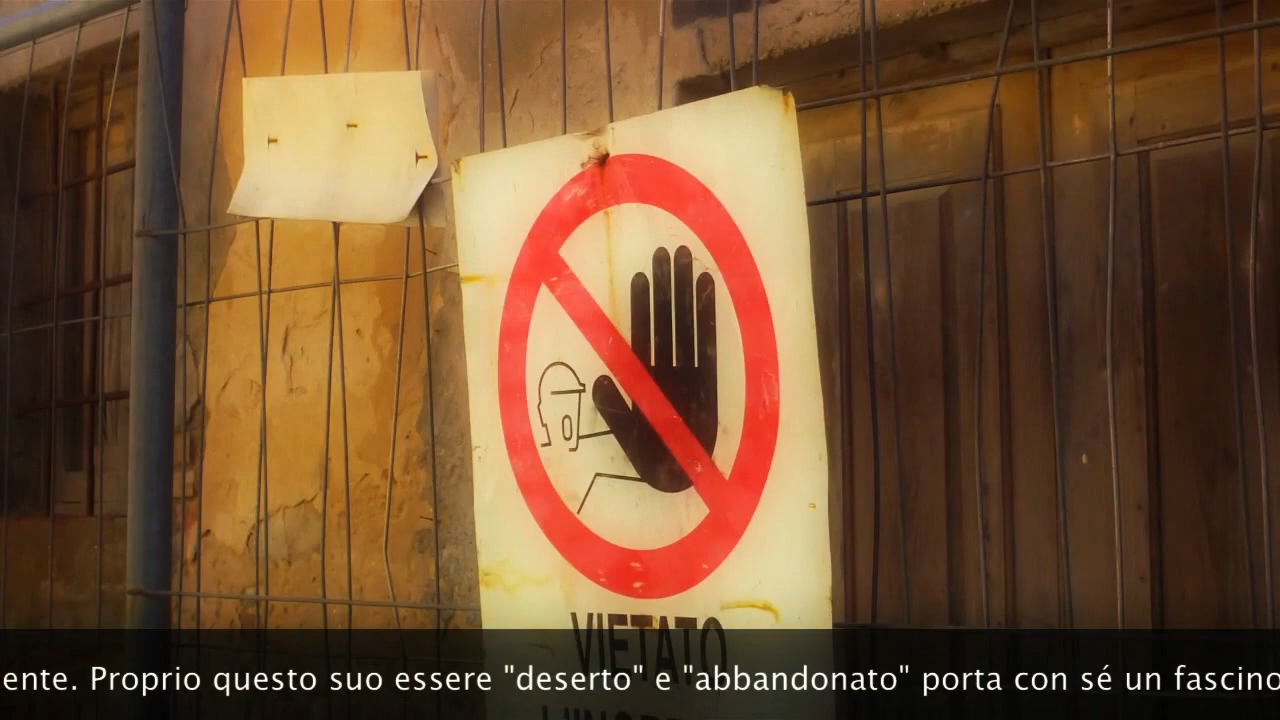 VIETATO
ente. Proprio questo suo essere "deserto" e "abbandonato" porta con sé un fascino